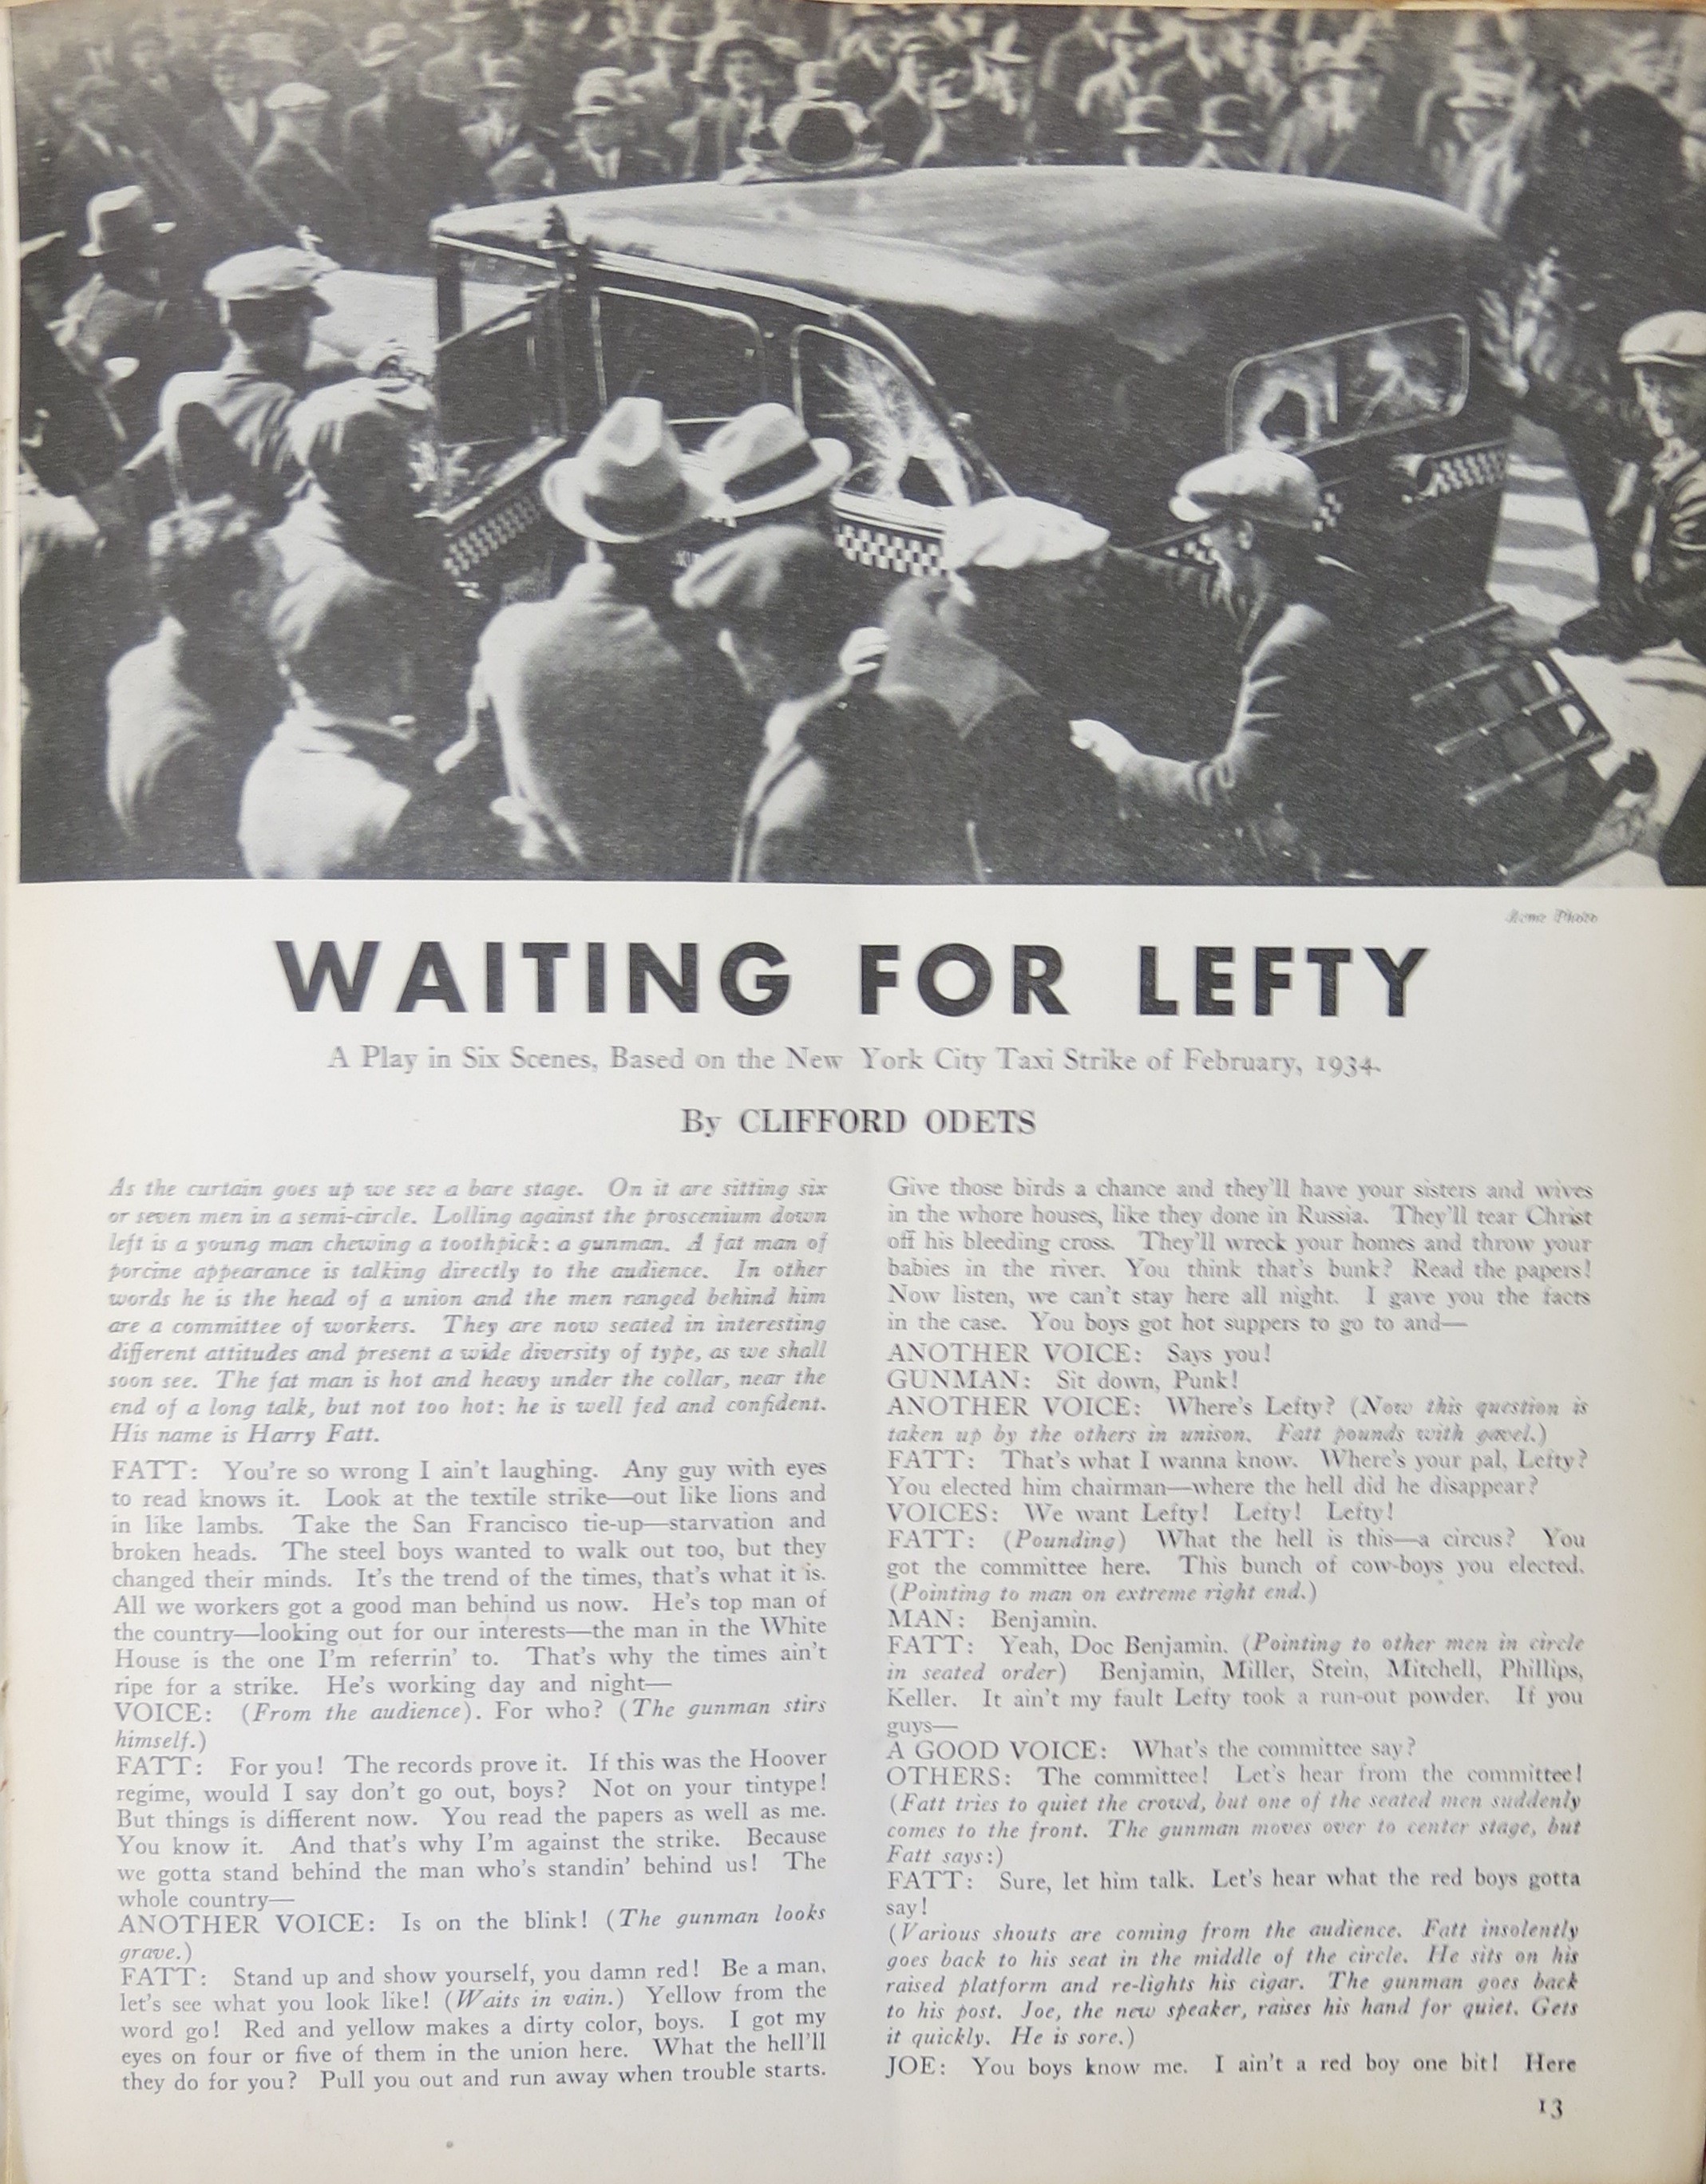 Acme Photo
WAITING FOR LEFTY
A Play in Six Scenes, Based on the New York City Taxi Strike of February, 1934.
By CLIFFORD ODETS
As the curtain goes up we see a bare stage. On it are sitting six
or seven men in a semi-circle. Lolling against the proscenium down
left is a young man chewing a toothpick: a gunman. A fat man of
porcine appearance is talking directly to the audience. In other
words he is the head of a union and the men ranged behind him
are a committee of workers. They are now seated in interesting
different attitudes and present a wide diversity of type, as we shall
soon see. The fat man is hot and heavy under the collar, near the
end of a long talk, but not too hot: he is well fed and confident.
His name is Harry Fatt.
FATT: You're so wrong I ain't laughing. Any guy with eyes
to read knows it. Look at the textile strike—out like lions and
in like lambs. Take the San Francisco tie-up—starvation and
broken heads. The steel boys wanted to walk out too, but they
changed their minds. It's the trend of the times, that's what it is.
All we workers got a good man behind us now. He's top man of
the country—looking out for our interests—the man in the White
House is the one I'm referrin' to. That's why the times ain't
ripe for a strike. He's working day and night—
VOICE: (From the audience). For who? (The gunman stirs
himself.)
FATT: For you! The records prove it. If this was the Hoover
regime, would I say don't go out, boys? Not on your tintype!
But things is different now. You read the papers as well as me.
You know it. And that's why I'm against the strike. Because
we gotta stand behind the man who's standin' behind us! The
whole country—
ANOTHER VOICE: Is on the blink! (The gunman looks
grave.)
FATT: Stand up and show yourself, you damn red! Be a man,
let's see what you look like! (Waits in vain.) Yellow from the
word go! Red and yellow makes a dirty color, boys. I got my
eyes on four or five of them in the union here. What the hell'll
they do for you? Pull you out and run away when trouble starts.
Give those birds a chance and they'll have your sisters and wives
in the whore houses, like they done in Russia. They'll tear Christ
off his bleeding cross. They'll wreck your homes and throw your
babies in the river. You think that's bunk? Read the papers!
Now listen, we can't stay here all night. I gave you the facts
in the case. You boys got hot suppers to go to and—
ANOTHER VOICE: Says you!
GUNMAN: Sit down, Punk!
ANOTHER VOICE: Where's Lefty? (Now this question is
taken up by the others in unison. Fatt pounds with gavel.)
FATT: That's what I wanna know. Where's your pal, Lefty?
You elected him chairman—where the hell did he disappear?
VOICES: We want Lefty! Lefty! Lefty!
FATT: (Pounding) What the hell is this—a circus? You
got the committee here. This bunch of cow-boys you elected.
(Pointing to man on extreme right end.)
MAN: Benjamin.
FATT: Yeah, Doc Benjamin. (Pointing to other men in circle
in seated order) Benjamin, Miller, Stein, Mitchell, Phillips,
Keller. It ain't my fault Lefty took a run-out powder. If you
guys—
A GOOD VOICE: What's the committee say?
OTHERS: The committee! Let's hear from the committee!
(Fatt tries to quiet the crowd, but one of the seated men suddenly
comes to the front. The gunman moves over to center stage, but
Fatt says:)
FATT: Sure, let him talk. Let's hear what the red boys gotta
say!
(Various shouts are coming from the audience. Fatt insolently
goes back to his seat in the middle of the circle. He sits on his
raised platform and re-lights his cigar. The gunman goes back
to his post. Joe, the new speaker, raises his hand for quiet. Gets
it quickly. He is sore.)
JOE: You boys know me. I ain't a red boy one bit! Here
13